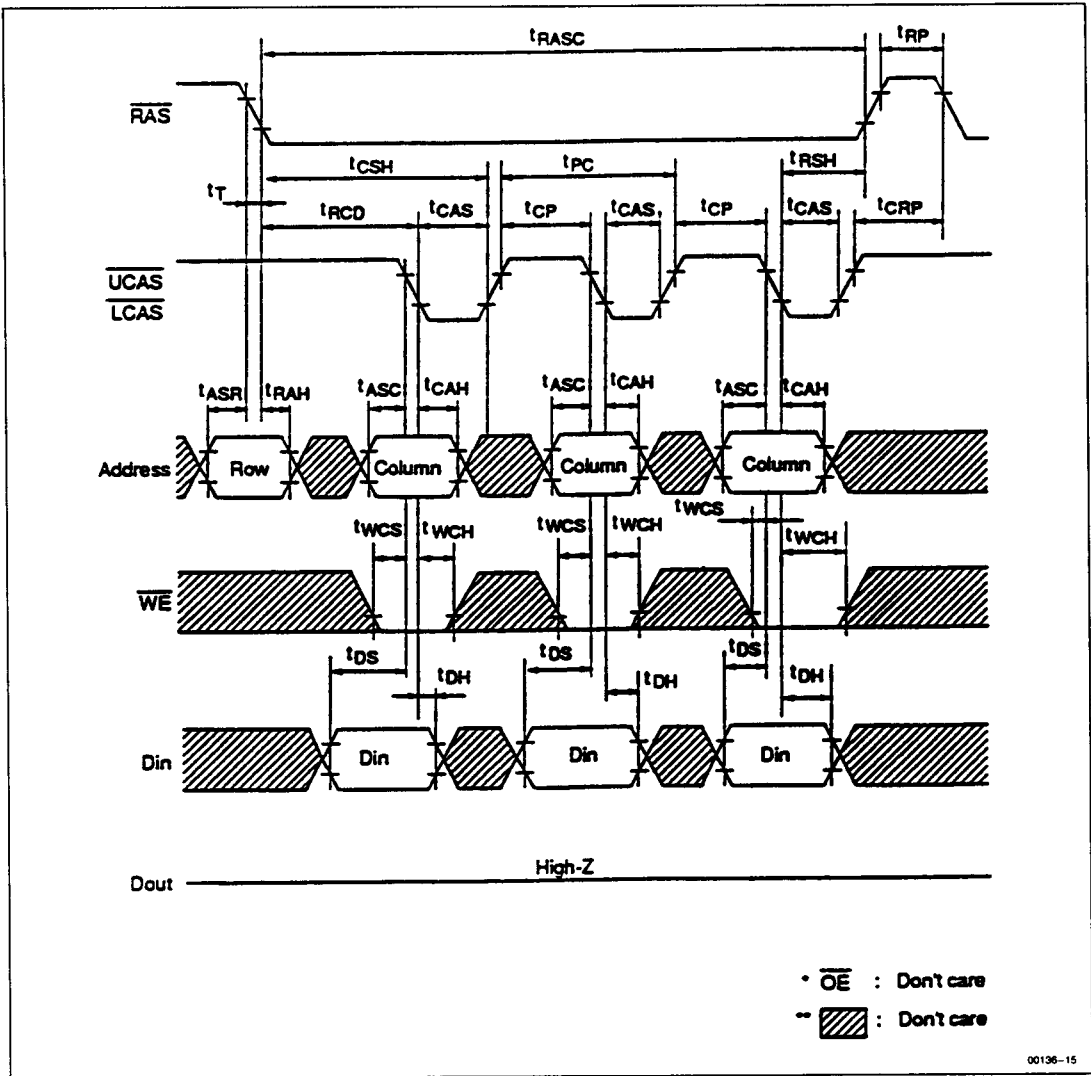 tRASC tRP
RAS
tCSH tPC tRSH
tT
tRCD tCAS tCP tCAS tCP tCAS tCRP
UCAS
LCAS
tASR tRAH tASC tCAH tASC tCAH tASC tCAH
Address Row Column Column Column
tWCS
tWCS tWCH tWCS tWCH tWCH
WE
tDS tDS tDS
tDH tDH tDH
Din Din Din Din
High-Z
Dout
* OE : Don't care
** : Don't care
00136-15